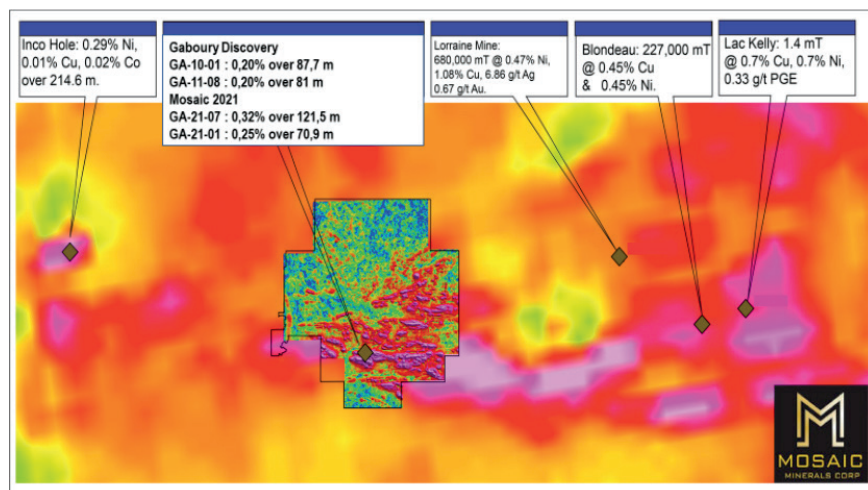 Inco Hole: 0.29% Ni,
0.01% Cu, 0.02% Co
over 214.6 m.
Gaboury Discovery
GA-10-01 : 0,20% over 87,7 m
GA-11-08 : 0,20% over 81 m
Mosaic 2021
GA-21-07 : 0,32% over 121,5 m
GA-21-01 : 0,25% over 70,9 m
Lorraine Mine:
680,000 mT @ 0.47% Ni,
1.08% Cu, 6.86 g/t Ag
0.67 g/t Au.
Blondeau: 227,000 mT
@ 0.45% Cu
& 0.45% Ni.
Lac Kelly: 1.4 mT
@ 0.7% Cu, 0.7% Ni,
0.33 g/t PGE
MOSAIC
MINERALS CORP